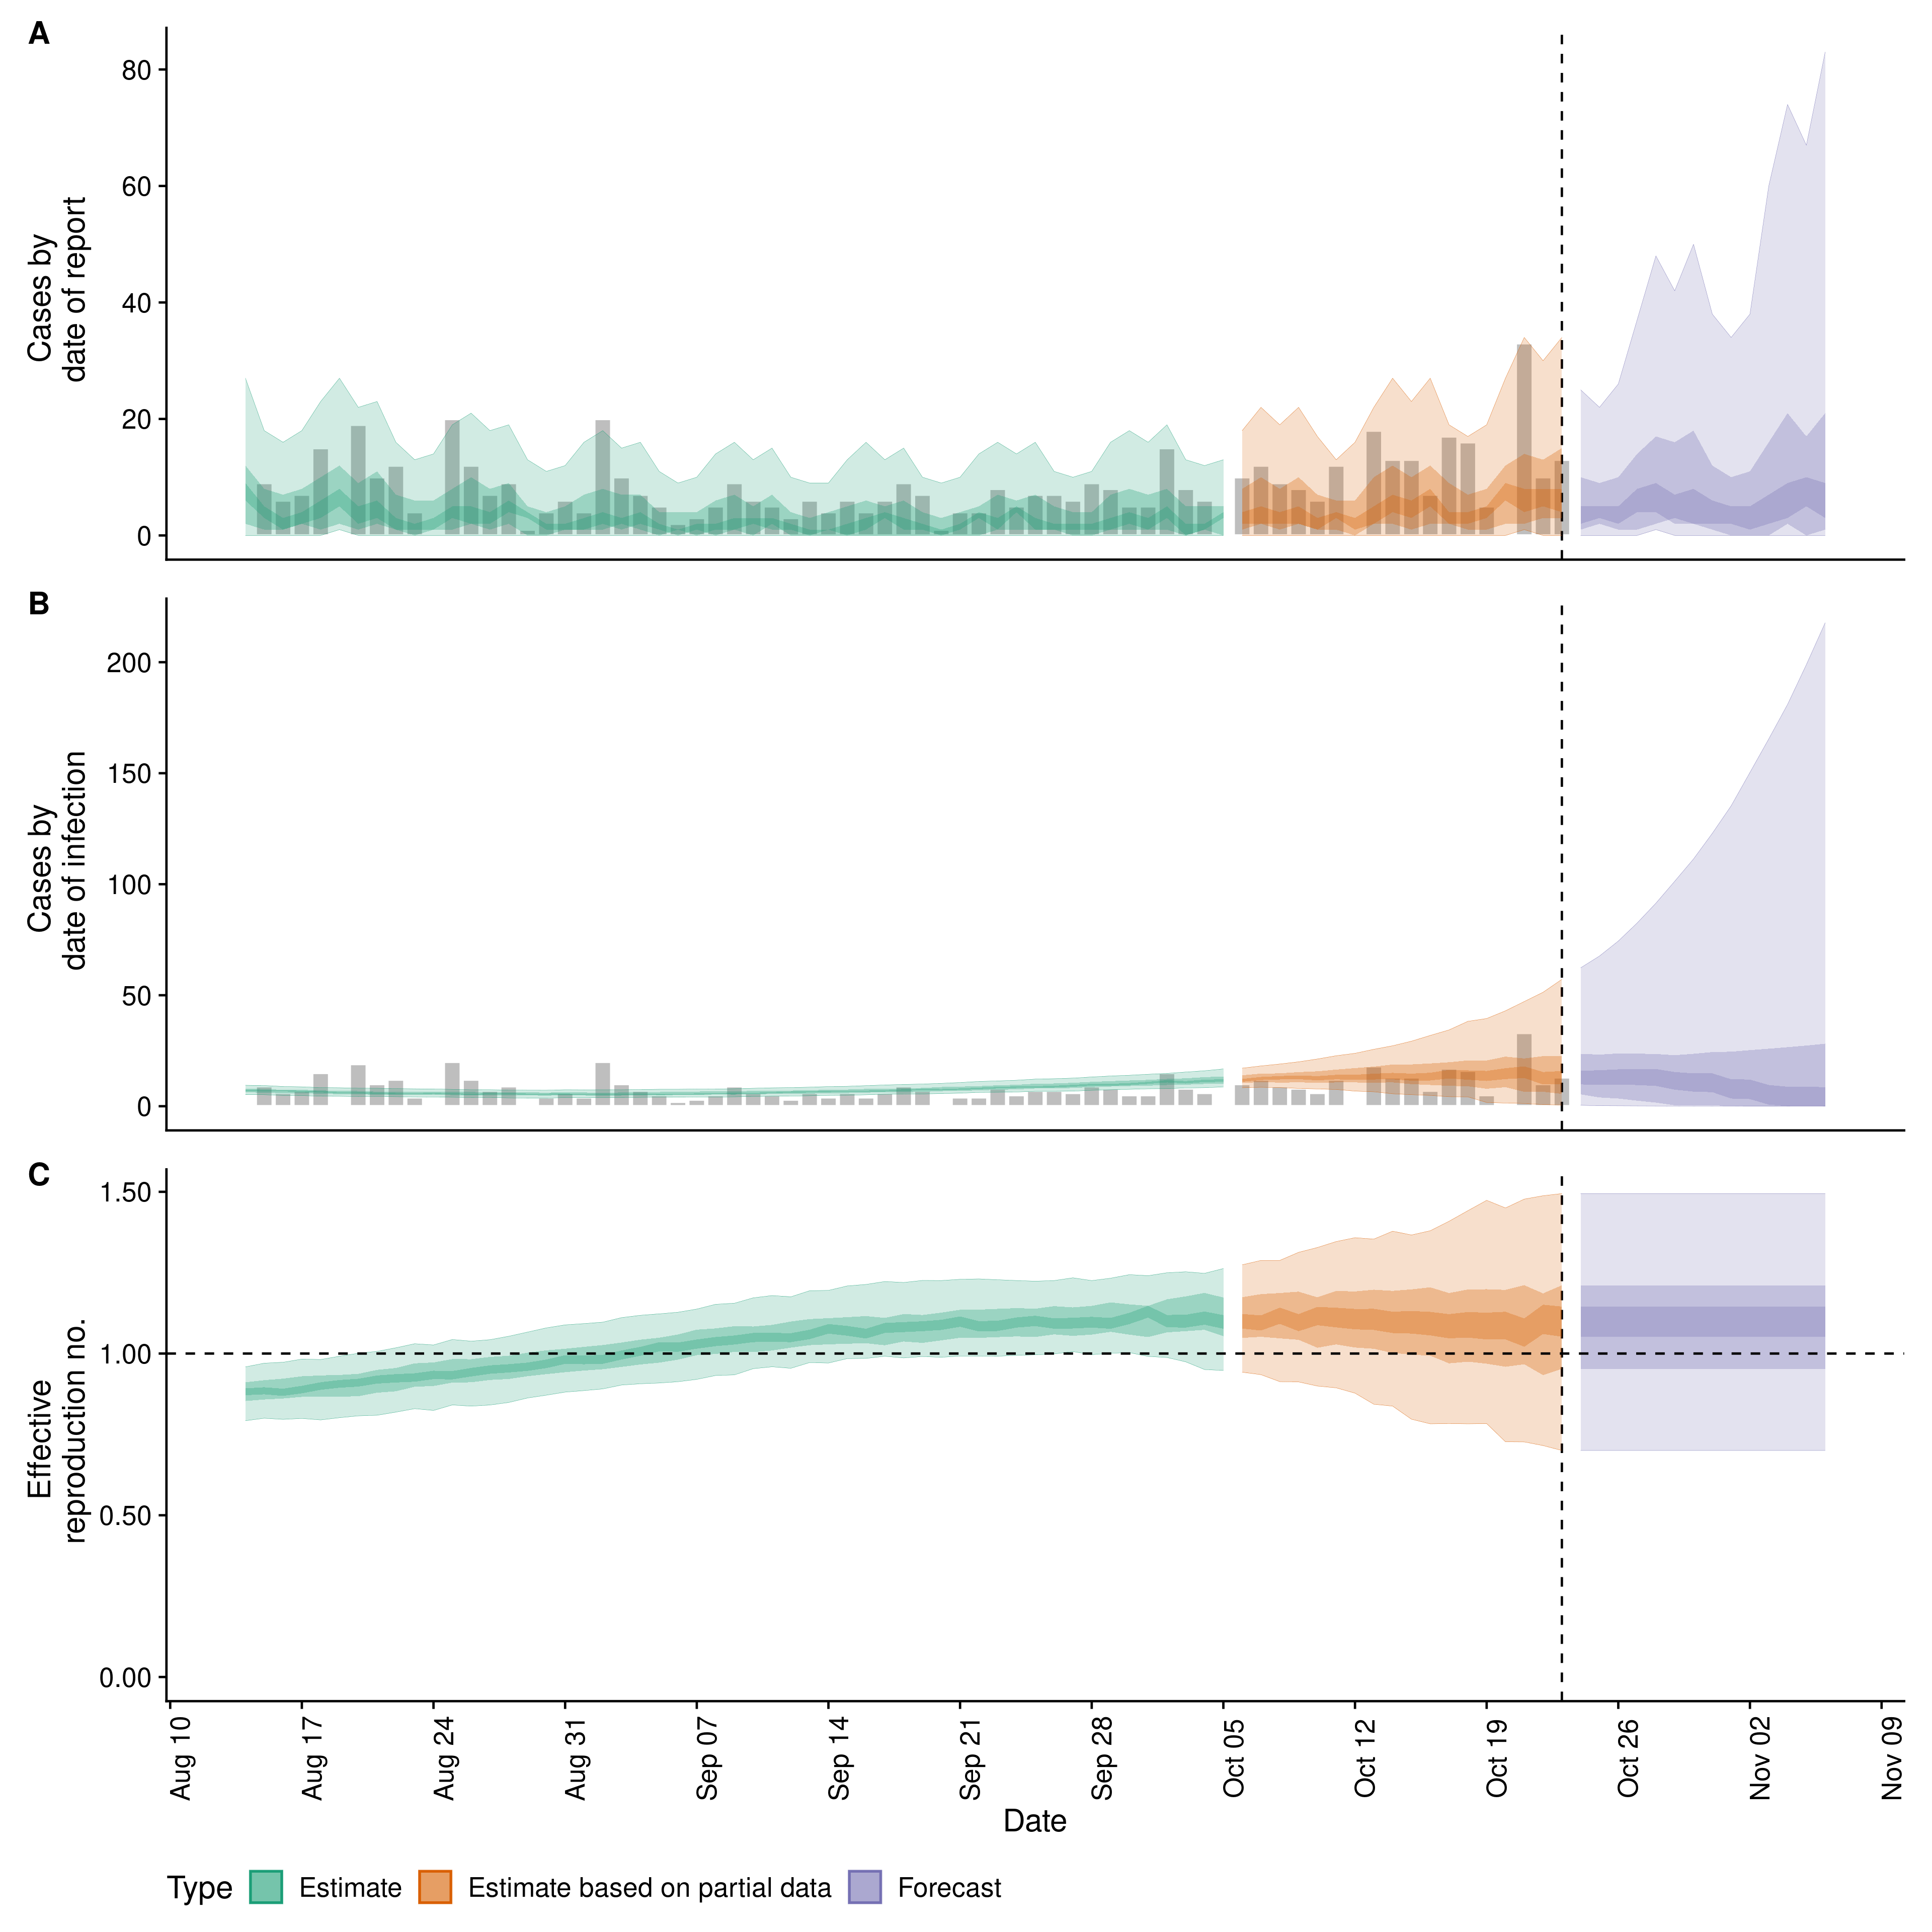 A
Cases by
date of report
80
60
40
20
0
B
Cases by
date of infection
200
150
100
50
0
C
Effective
reproduction no.
1.50
1.00
0.50
0.00
Aug 10
Aug 17
Aug 24
Aug 31
Sep 07
Sep 14
Sep 21
Sep 28
Oct 05
Oct 12
Oct 19
Oct 26
Nov 02
Nov 09
Date
Type Estimate Estimate based on partial data Forecast